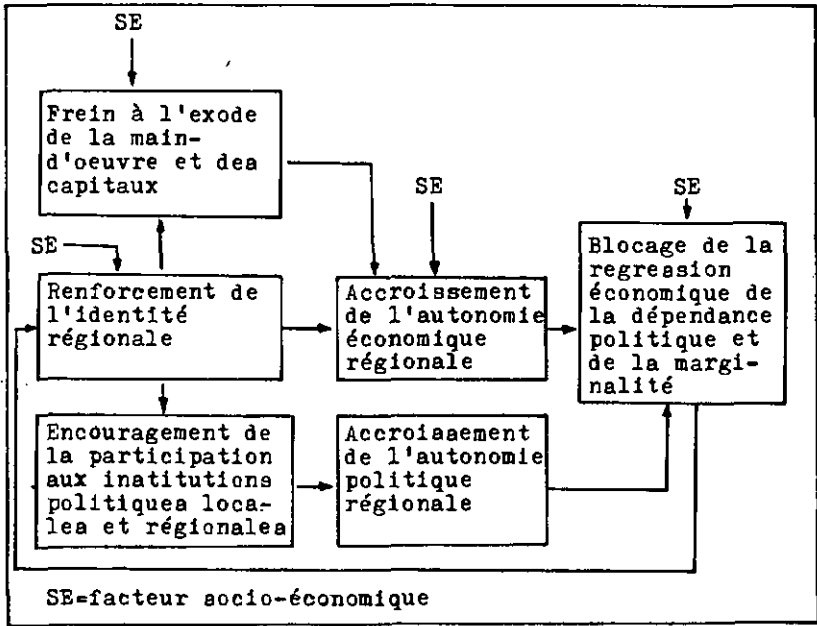 SE
Frein à l'exode
de la main-
d'oeuvre et dea
capitaux
SE
SE
SE
Renforcement de
l'identité
régionale
Accroissement
de l'autonomie
économique
régionale
Blocage de la
regression
économique de
la dépendance
politique et
de la margi-
nalité
Encouragement de
la participation
aux inatitutions
politiquea loca-
lea et régionalea
Accroiaaement
de l'autonomie
politique
régionale
SE=facteur aocio-économique